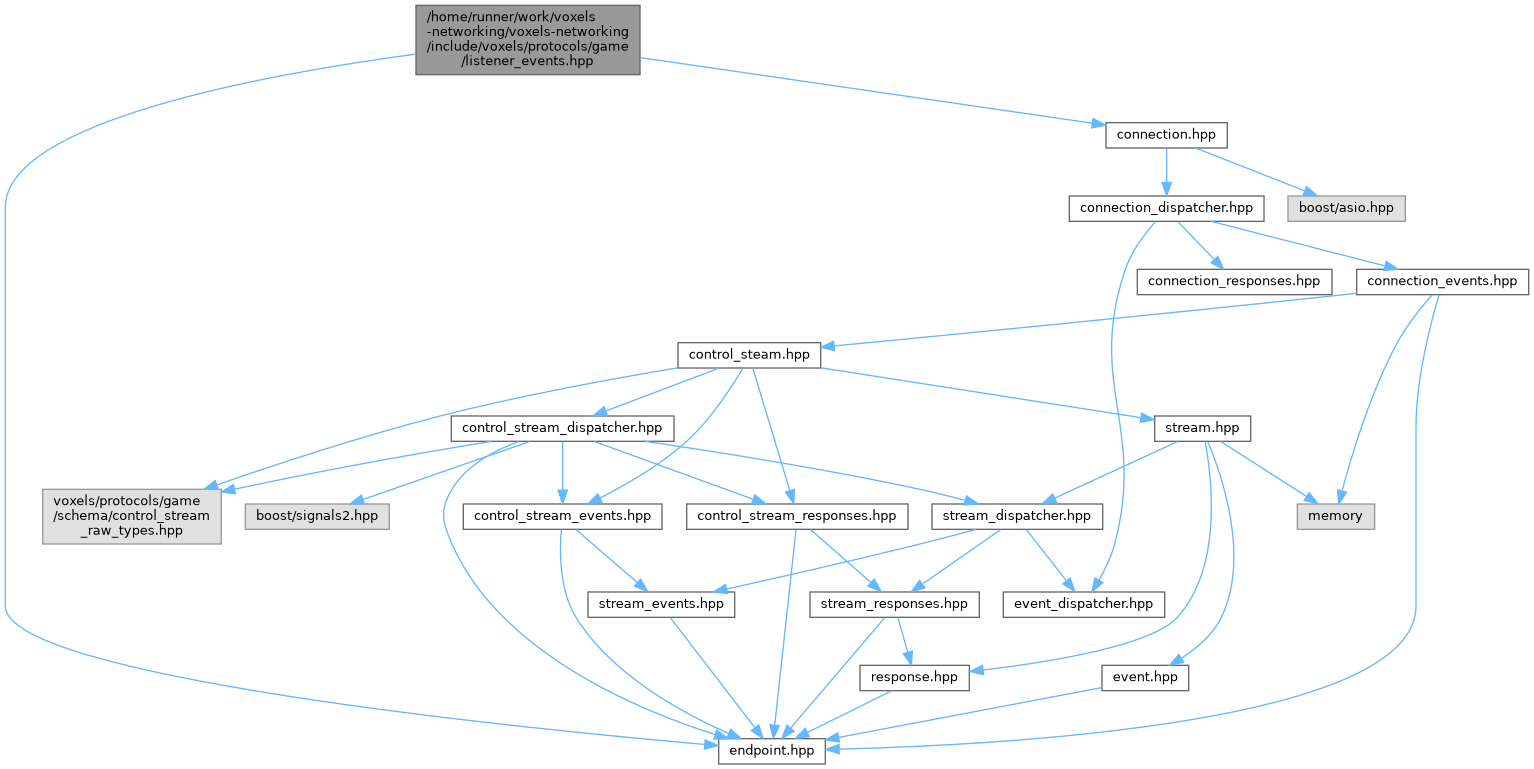 /home/runner/work/voxels
-networking/voxels-networking
/include/voxels/protocols/game
/listener_events.hpp
connection.hpp
connection_dispatcher.hpp
boost/asio.hpp
connection_responses.hpp
connection_events.hpp
control_steam.hpp
control_stream_dispatcher.hpp
stream.hpp
voxels/protocols/game
/schema/control_stream
_raw_types.hpp
boost/signals2.hpp
control_stream_events.hpp
control_stream_responses.hpp
stream_dispatcher.hpp
memory
stream_events.hpp
stream_responses.hpp
event_dispatcher.hpp
response.hpp
event.hpp
endpoint.hpp